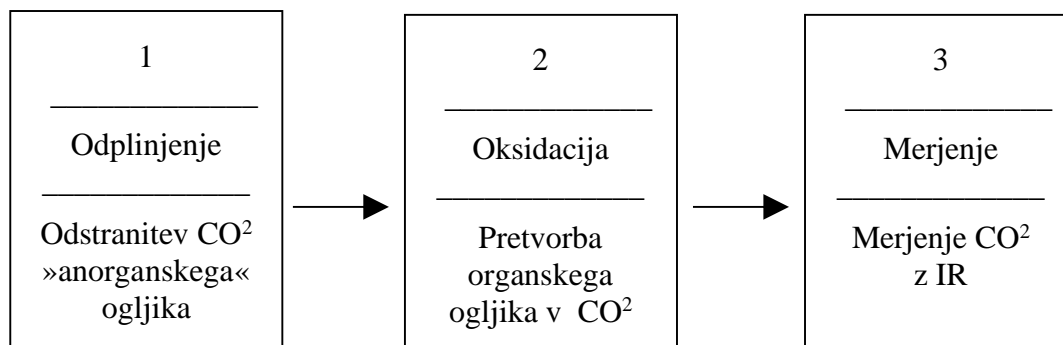 1
Odplinjenje
Odstranitev CO²
»anorganskega«
ogljika
2
Oksidacija
Pretvorba
organskega
ogljika v CO²
3
Merjenje
Merjenje CO²
z IR